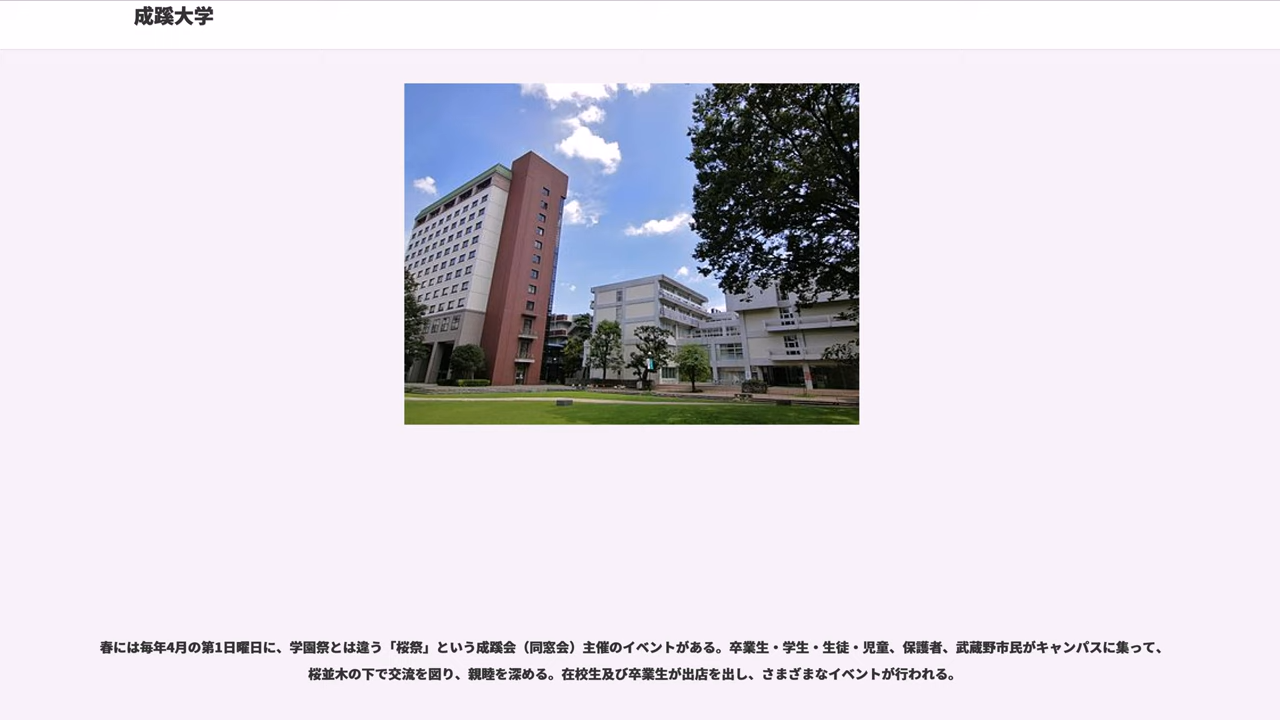 成蹊大学
春には毎年4月の第1日曜日に、学園祭とは違う「桜祭」という成蹊会（同窓会）主催のイベントがある。卒業生・学生・生徒・児童、保護者、武蔵野市民がキャンパスに集って、
桜並木の下で交流を図り、親睦を深める。在校生及び卒業生が出店を出し、さまざまなイベントが行われる。